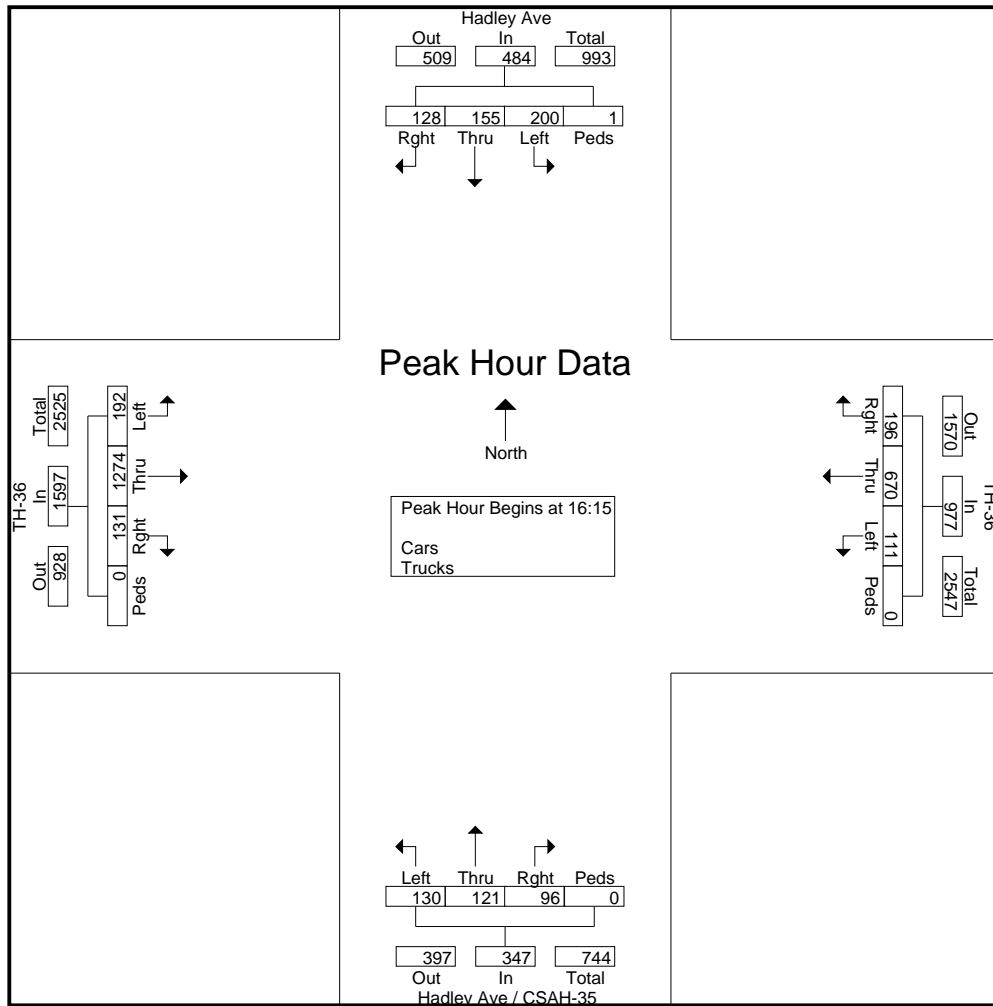 Hadley Ave
Out In Total
509 484 993
128 155 200 1
Rght Thru Left Peds
Peak Hour Data
North
Peak Hour Begins at 16:15
Cars
Trucks
TH-36
Total In Out
2525 1597 928
192 1274 131 0
Left Thru Rght Peds
Rght Thru Left Peds
196 670 111 0
Out In Total
1570 977 2547
TH-36
Left Thru Rght Peds
130 121 96 0
397 347 744
Out In Total
Hadley Ave / CSAH-35